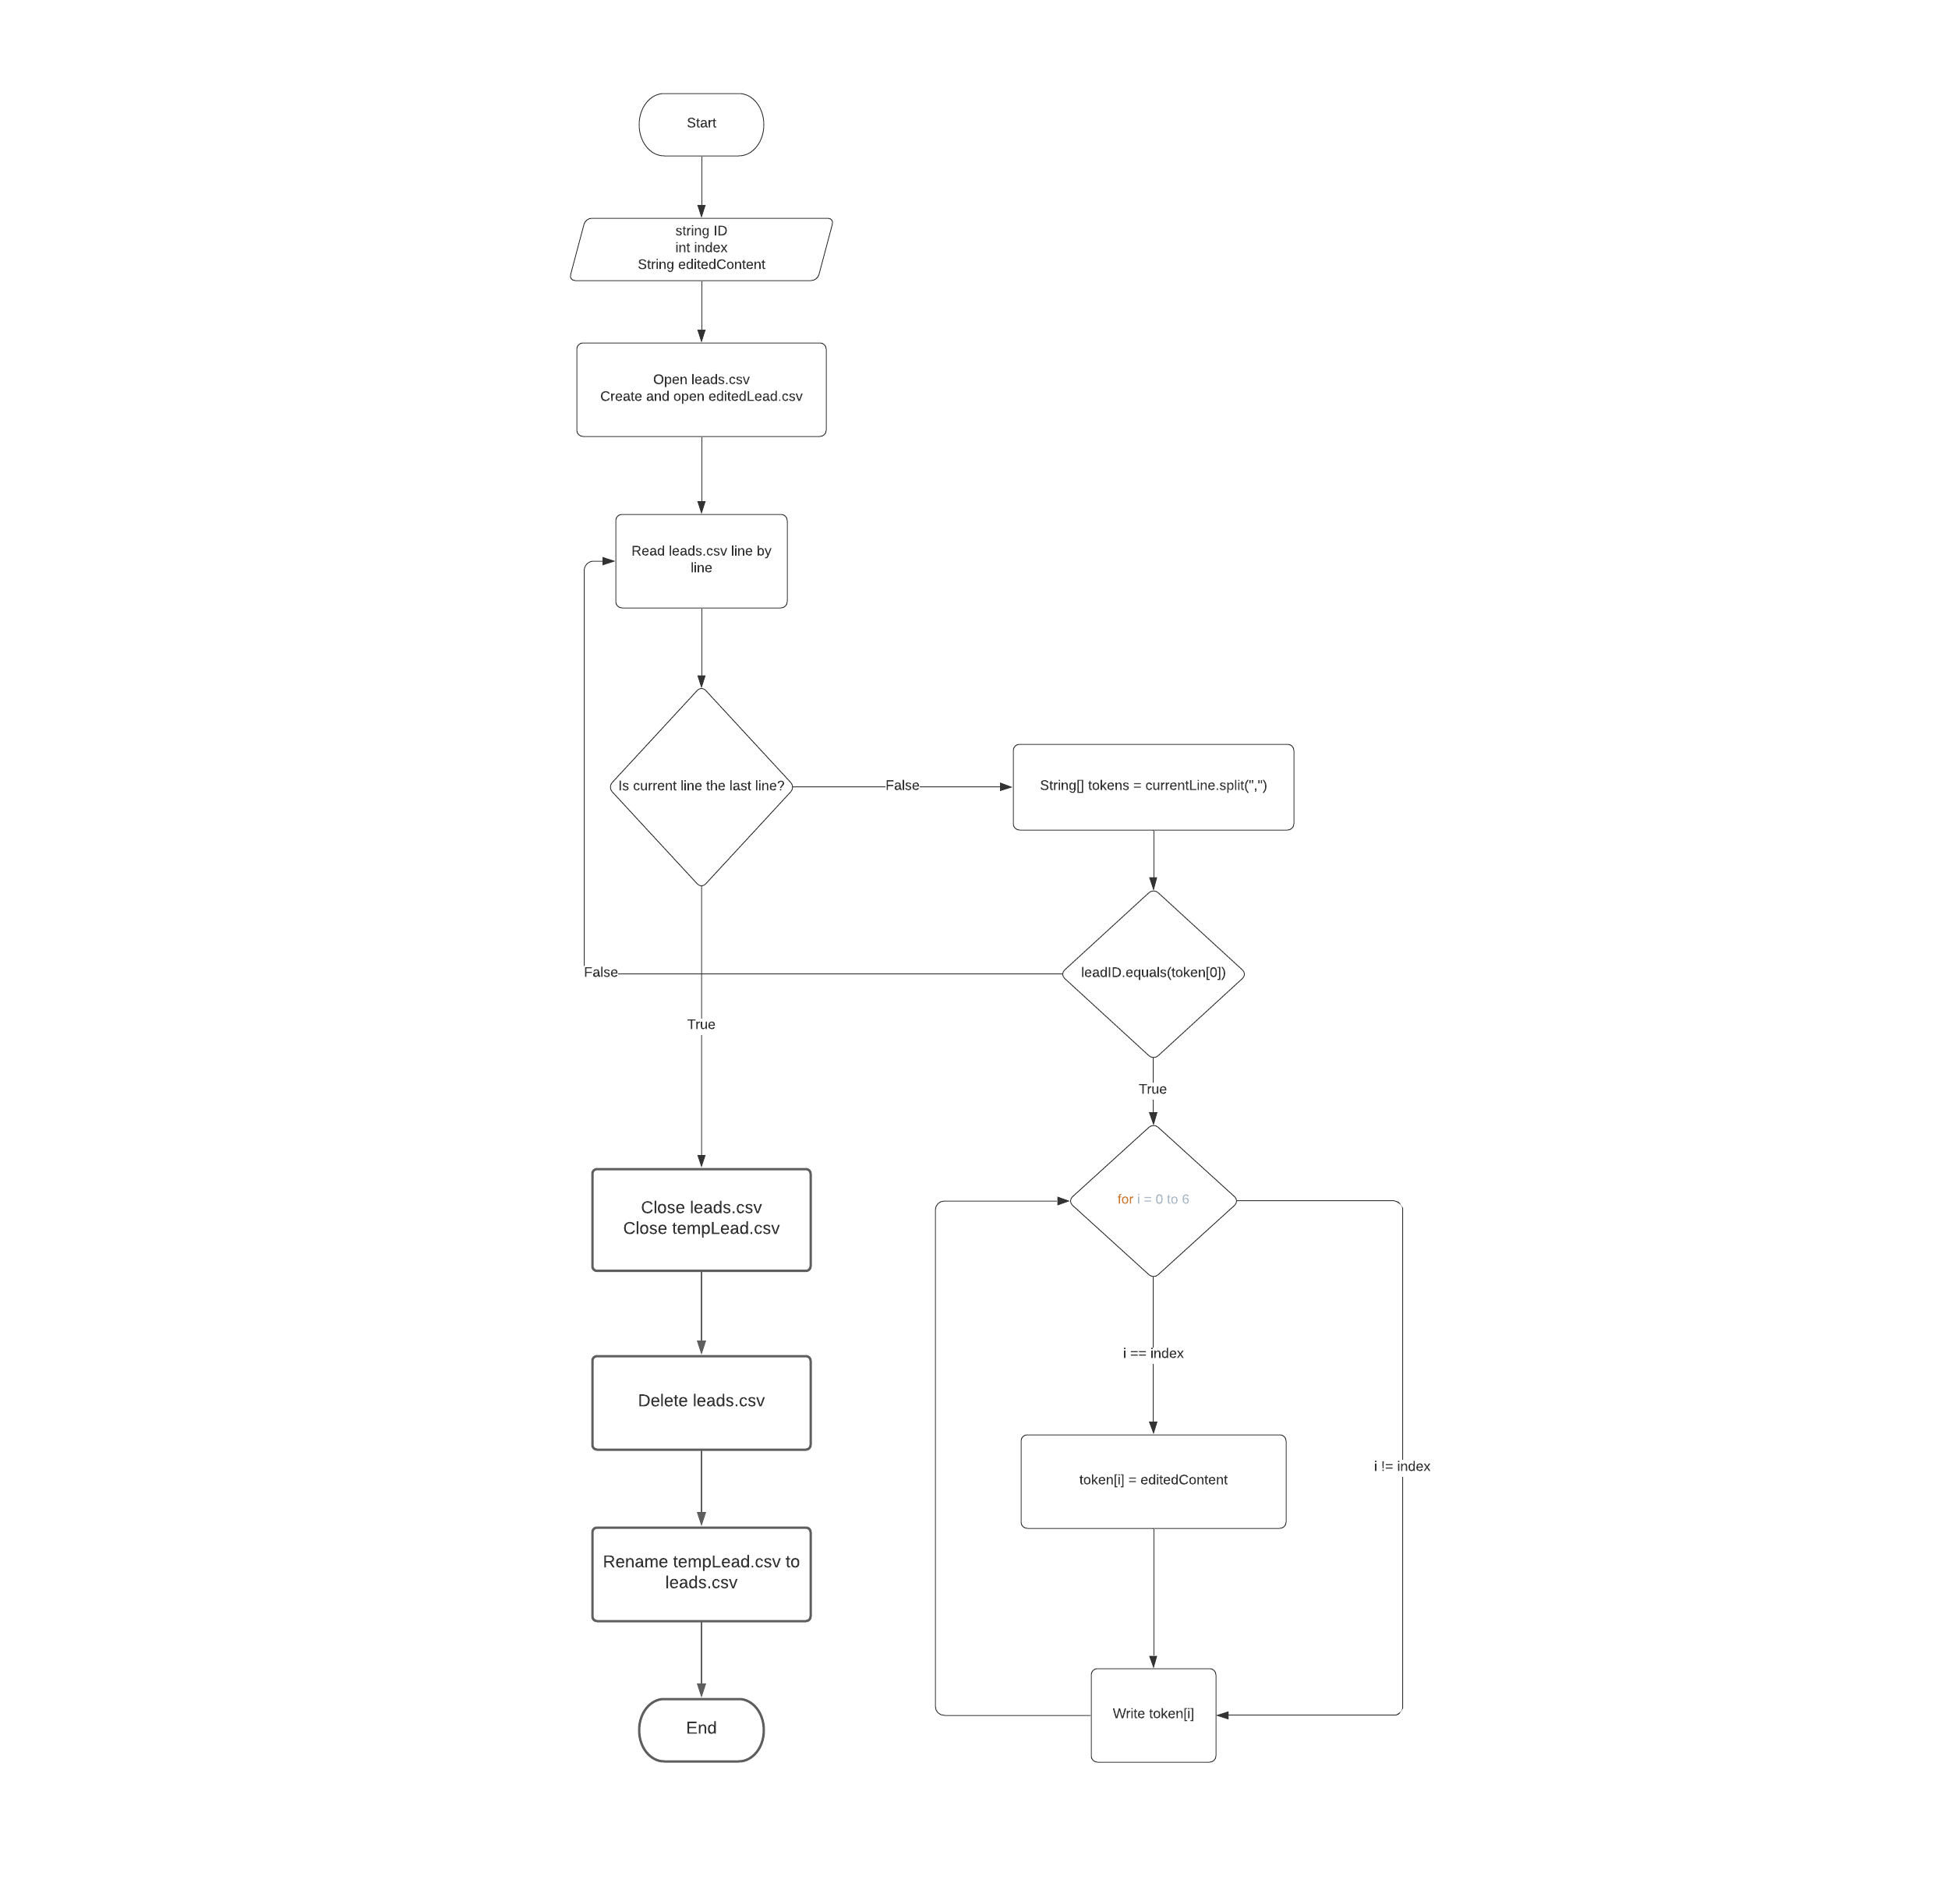 Start
string ID
int index
String editedContent
Open leads.csv
Create and open editedLead.csv
Read leads.csv line by
line
Is current line the last line?
False
String[] tokens = currentLine.split(",")
False
leadID.equals(token[0])
True
True
for i = 0 to 6
Close leads.csv
Close tempLead.csv
i == index
Delete leads.csv
i != index
token[i] = editedContent
Rename tempLead.csv to
leads.csv
Write token[i]
End